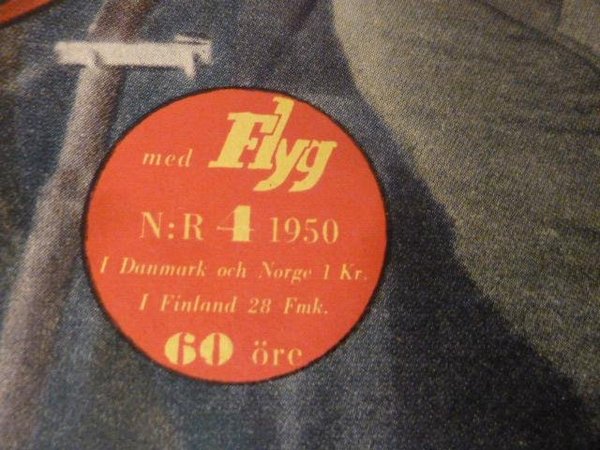 med Flyg
N:R 4 1950
I Danmark och Norge 1 Kr.
I Finland 28 Fmk.
60 öre